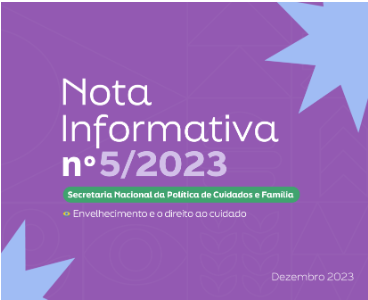 Nota
Informativa
nº5/2023
Secretaria Nacional da Política de Cuidados e Família
Envelhecimento e o direito ao cuidado
Dezembro 2023